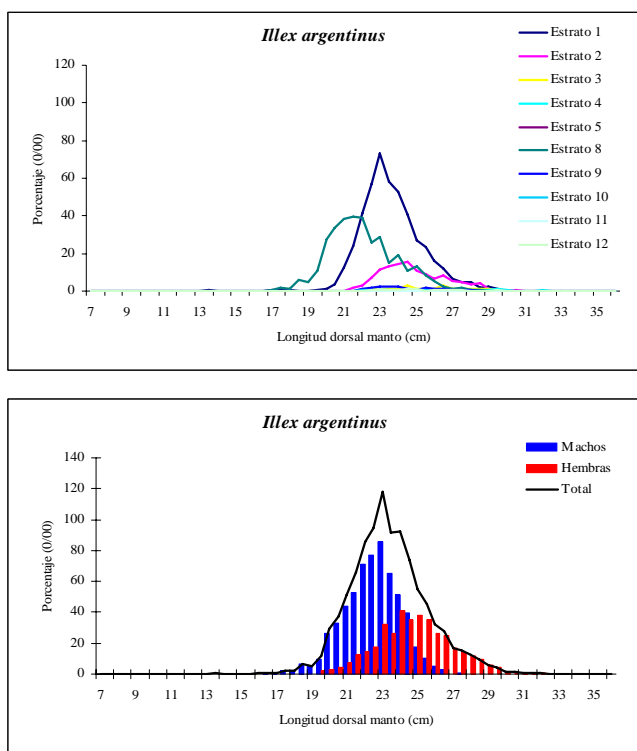 Illex argentinus
120
100
80
60
40
20
0
Porcentaje (0/00)
7 9 11 13 15 17 19 21 23 25 27 29 31 33 35
Longitud dorsal manto (cm)
Estrato 1
Estrato 2
Estrato 3
Estrato 4
Estrato 5
Estrato 8
Estrato 9
Estrato 10
Estrato 11
Estrato 12
Illex argentinus
140
120
100
80
60
40
20
0
Porcentaje (0/00)
7 9 11 13 15 17 19 21 23 25 27 29 31 33 35
Longitud dorsal manto (cm)
Machos
Hembras
Total